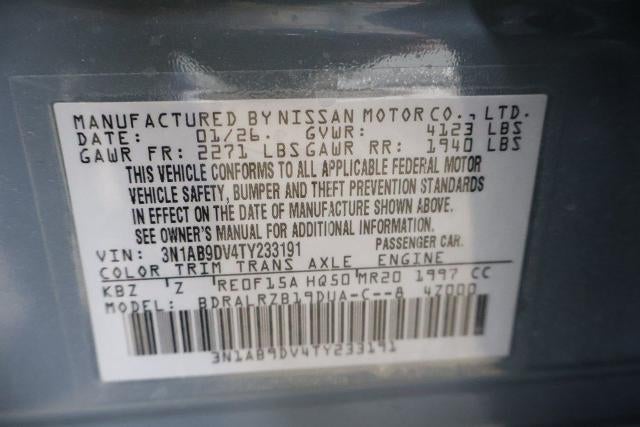 MANUFACTURED BY NISSAN MOTOR CO., LTD.
DATE: 01/26. GVWR: 4123 LBS
GAWR FR: 2271 LBS GAWR RR: 1940 LBS
THIS VEHICLE CONFORMS TO ALL APPLICABLE FEDERAL MOTOR
VEHICLE SAFETY, BUMPER AND THEFT PREVENTION STANDARDS
IN EFFECT ON THE DATE OF MANUFACTURE SHOWN ABOVE.
SEE OWNER'S MANUAL FOR ADDITIONAL INFORMATION.
VIN: 3N1AB9DV4TY233191 PASSENGER CAR.
COLOR TRIM TRANS AXLE ENGINE
KBZ Z RE0F15A HQ50 MR20 1997 CC
MODEL: BDRALRZB19DUA-C--8 4Z000
3N1AB9DV4TY233191